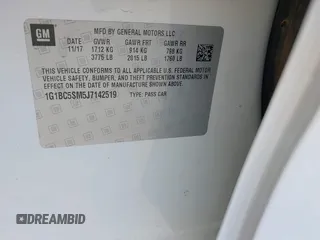 GM
MFD BY GENERAL MOTORS LLC
11/17 GVWR GAWR FRT GAWR RR
1712 KG 914 KG 798 KG
3775 LB 2015 LB 1760 LB
THIS VEHICLE CONFORMS TO ALL APPLICABLE U.S. FEDERAL MOTOR
VEHICLE SAFETY, BUMPER, AND THEFT PREVENTION STANDARDS IN
EFFECT ON THE DATE OF MANUFACTURE SHOWN ABOVE.
1G1BC5SM5J7142519 TYPE: PASS CAR
DREAMBID